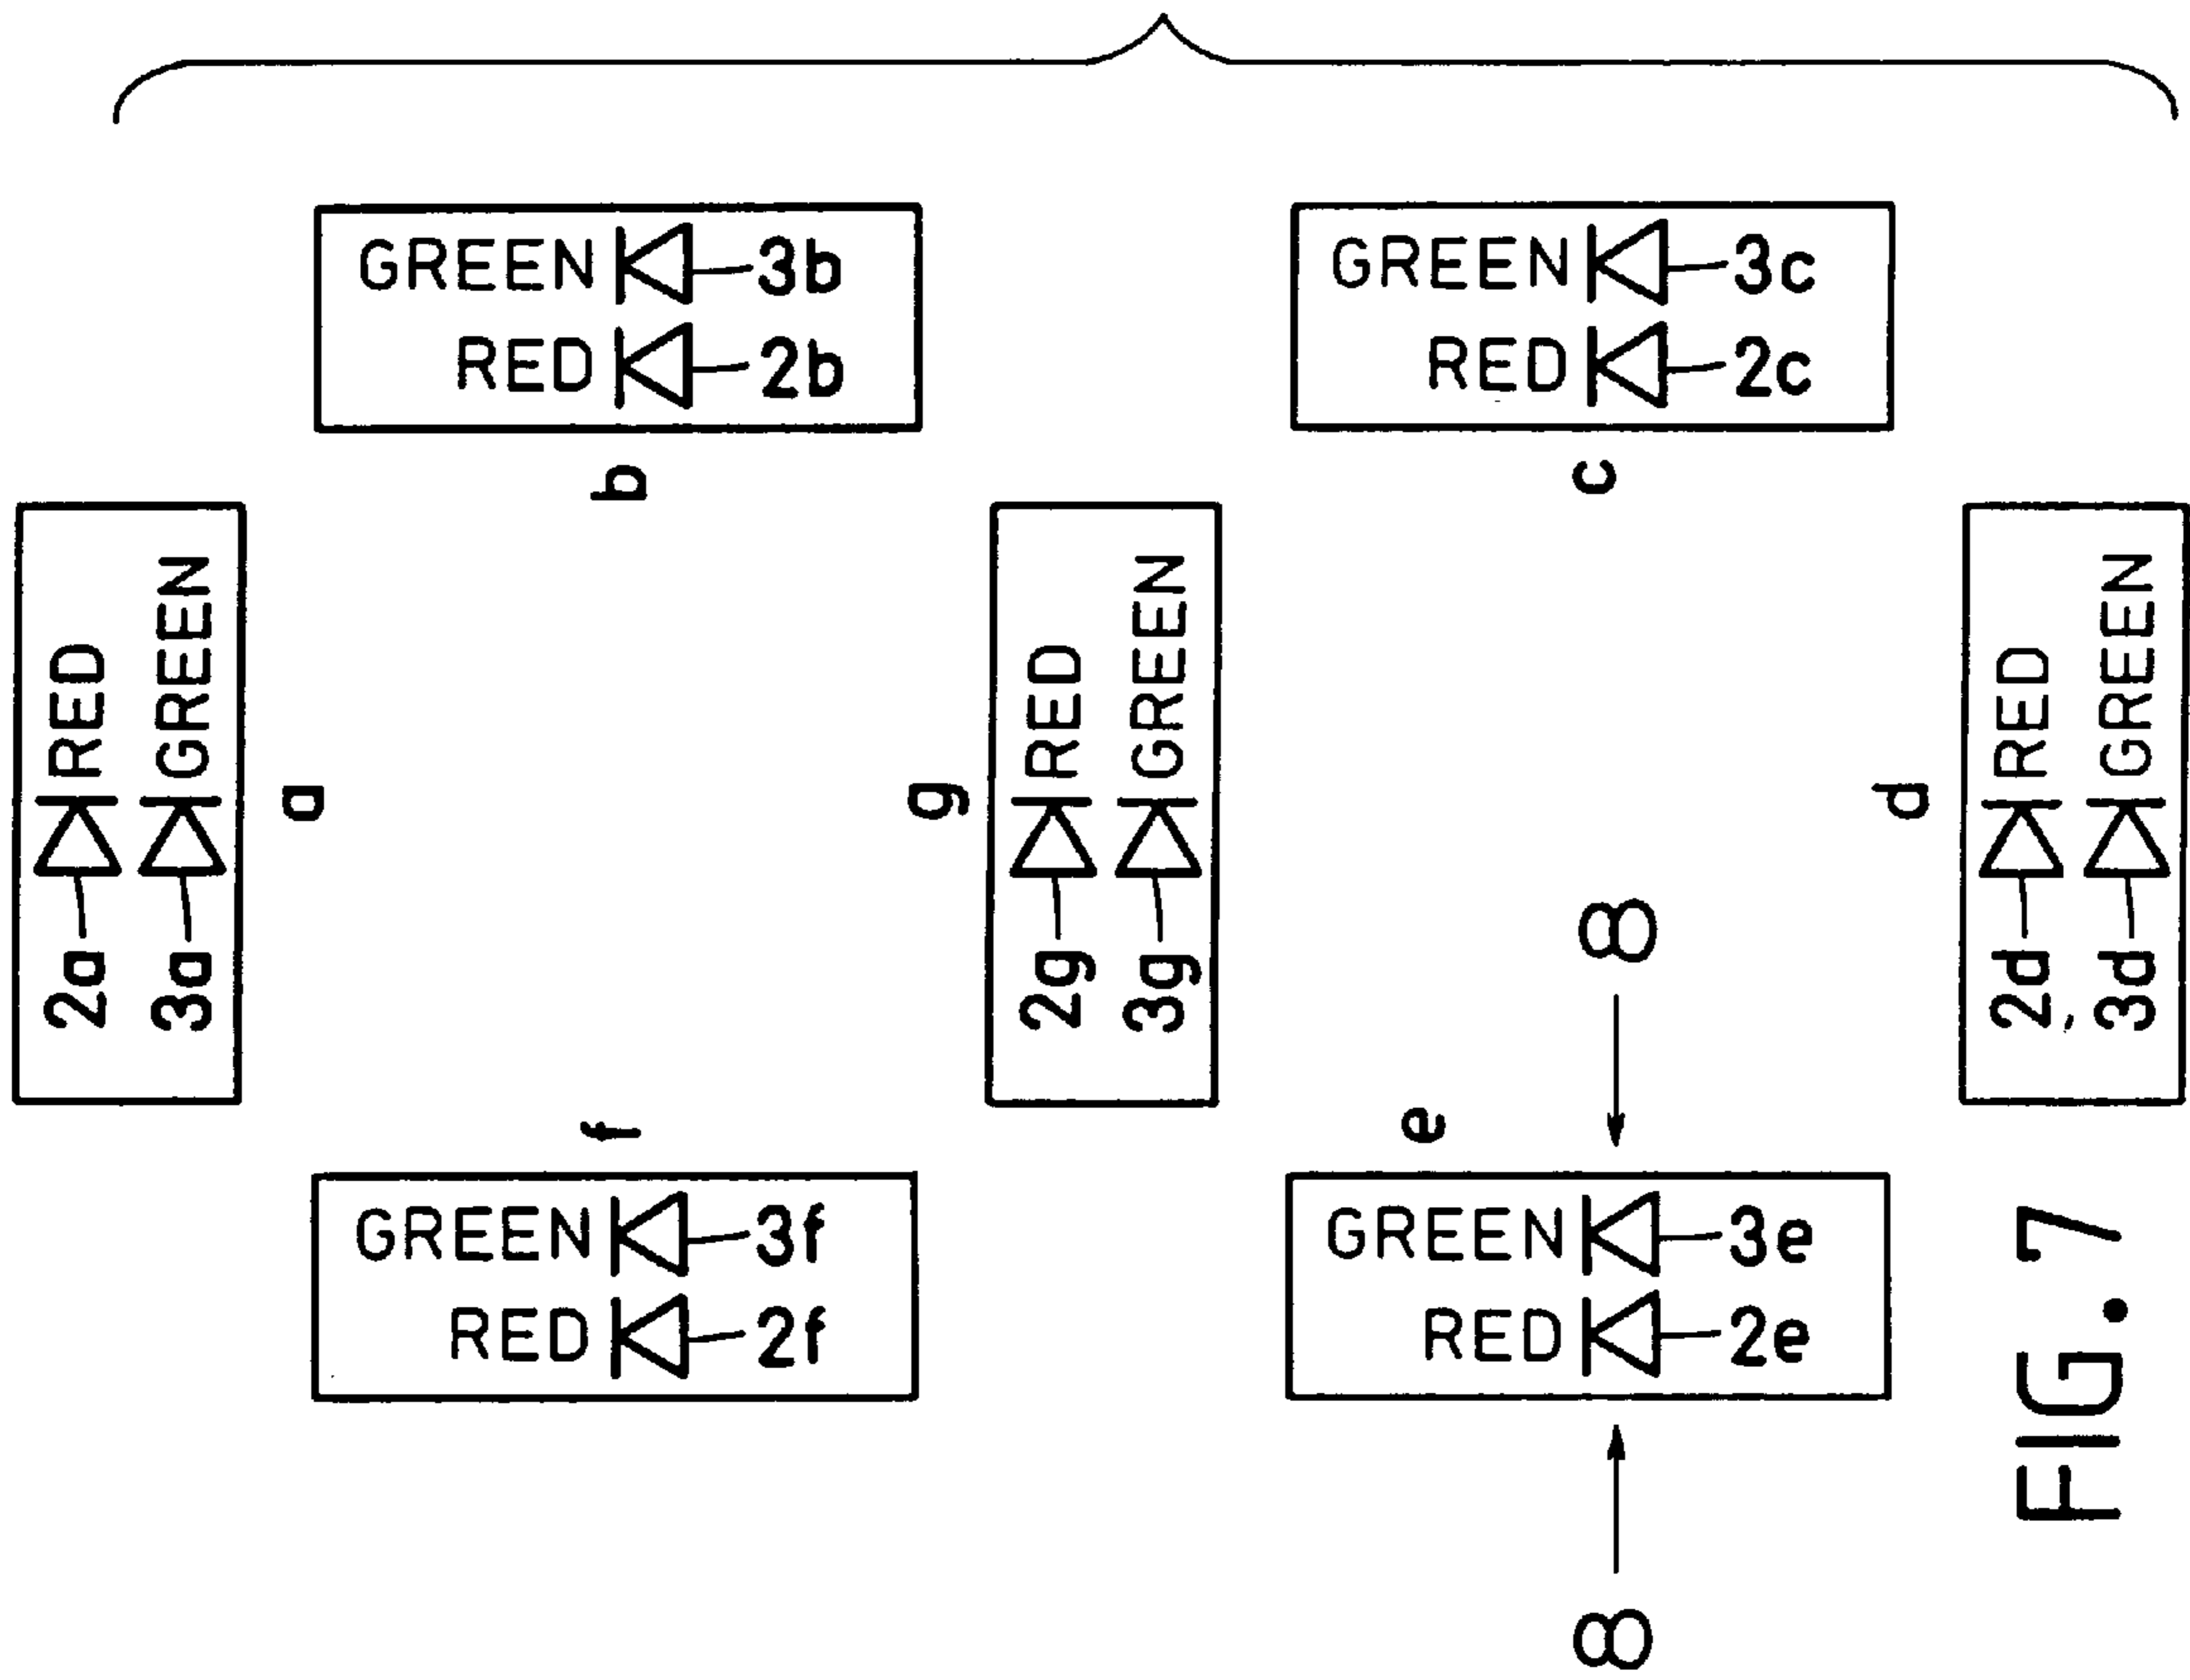 2a RED
3a GREEN
a
f
RED 2f
GREEN 3f
b
RED 2b
GREEN 3b
g
2g RED
3g GREEN
e
RED 2e
GREEN 3e
8
8
c
RED 2c
GREEN 3c
d
2d, RED
3d GREEN
FIG. 7